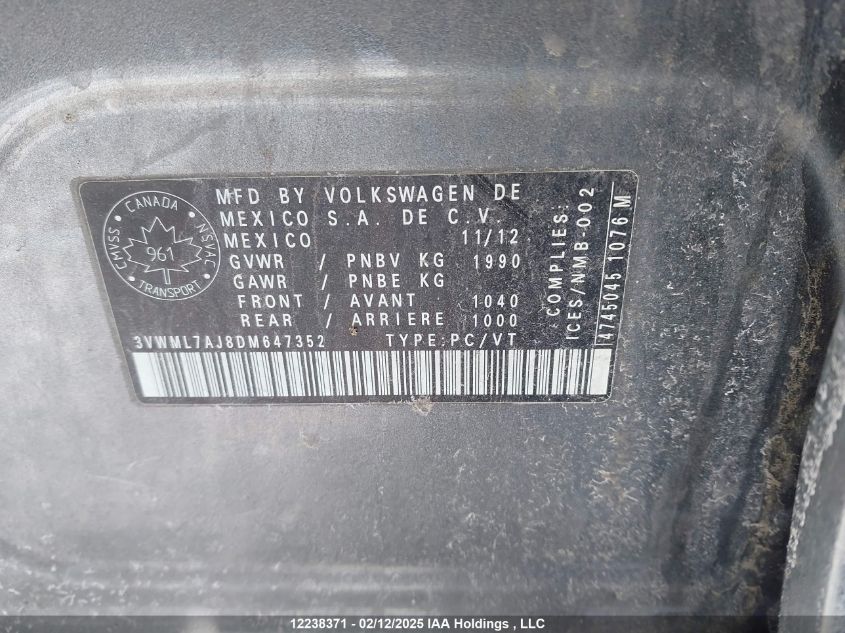 CANADA
CMVSS
NSVAC
961
TRANSPORT
MFD BY VOLKSWAGEN DE
MEXICO S.A. DE C.V.
MEXICO 11/12
GVWR / PNBV KG 1990
GAWR / PNBE KG
FRONT / AVANT 1040
REAR / ARRIERE 1000
3VWML7AJ8DM647352 TYPE:PC/VT
COMPLIES:
ICES/NMB-002
4745045 1076 M
12238371 - 02/12/2025 IAA Holdings , LLC